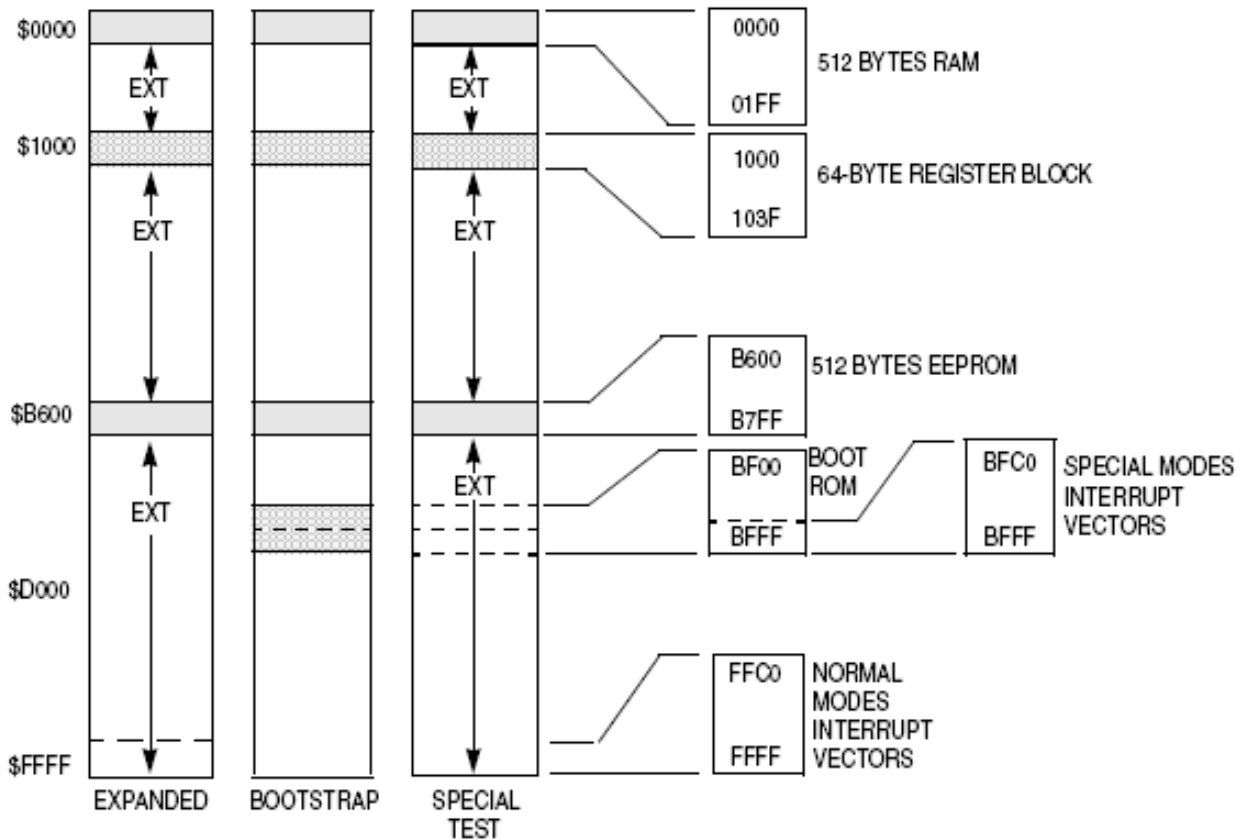 $0000
EXT
EXT
0000
512 BYTES RAM
01FF
$1000
1000
64-BYTE REGISTER BLOCK
103F
EXT
EXT
B600
512 BYTES EEPROM
B7FF
$B600
EXT
EXT
BF00
BOOT
ROM
BFFF
BFC0
SPECIAL MODES
INTERRUPT
VECTORS
BFFF
$D000
FFC0
NORMAL
MODES
INTERRUPT
VECTORS
FFFF
$FFFF
EXPANDED
BOOTSTRAP
SPECIAL
TEST